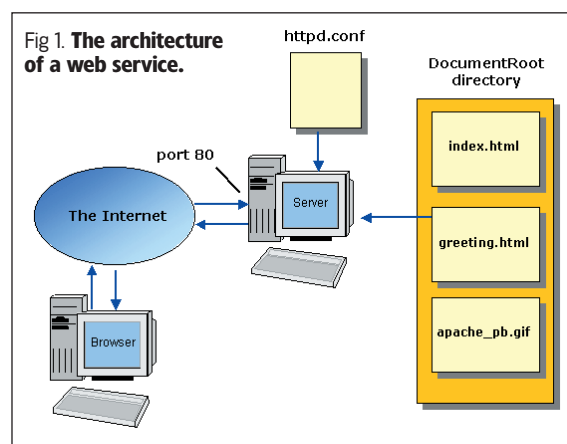 Fig 1. The architecture
of a web service.
httpd.conf
DocumentRoot
directory
index.html
port 80
Server
The Internet
greeting.html
apache_pb.gif
Browser